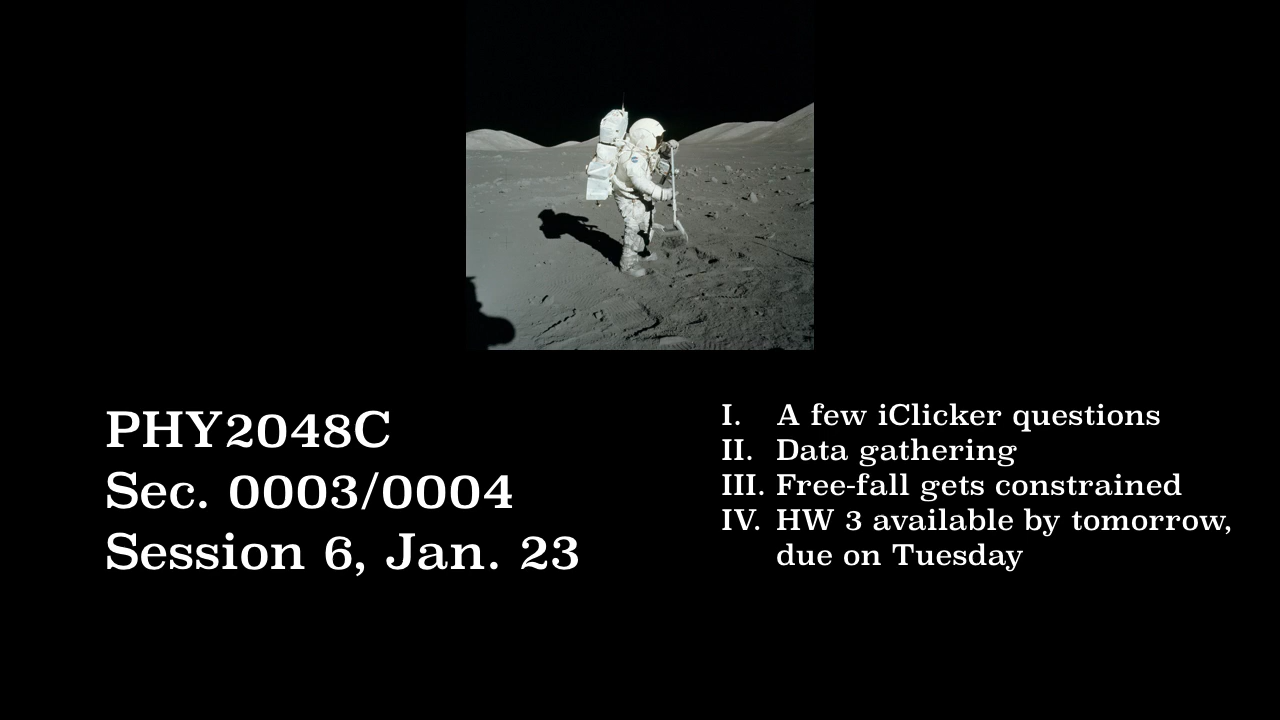 PHY2048C
Sec. 0003/0004
Session 6, Jan. 23
I. A few iClicker questions
II. Data gathering
III. Free-fall gets constrained
IV. HW 3 available by tomorrow,
due on Tuesday